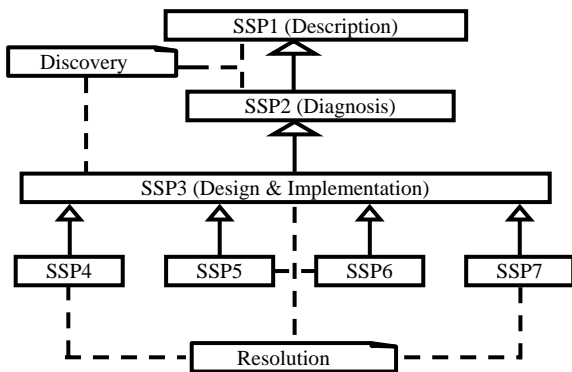 SSP1 (Description)
Discovery
SSP2 (Diagnosis)
SSP3 (Design & Implementation)
SSP4
SSP5
SSP6
SSP7
Resolution